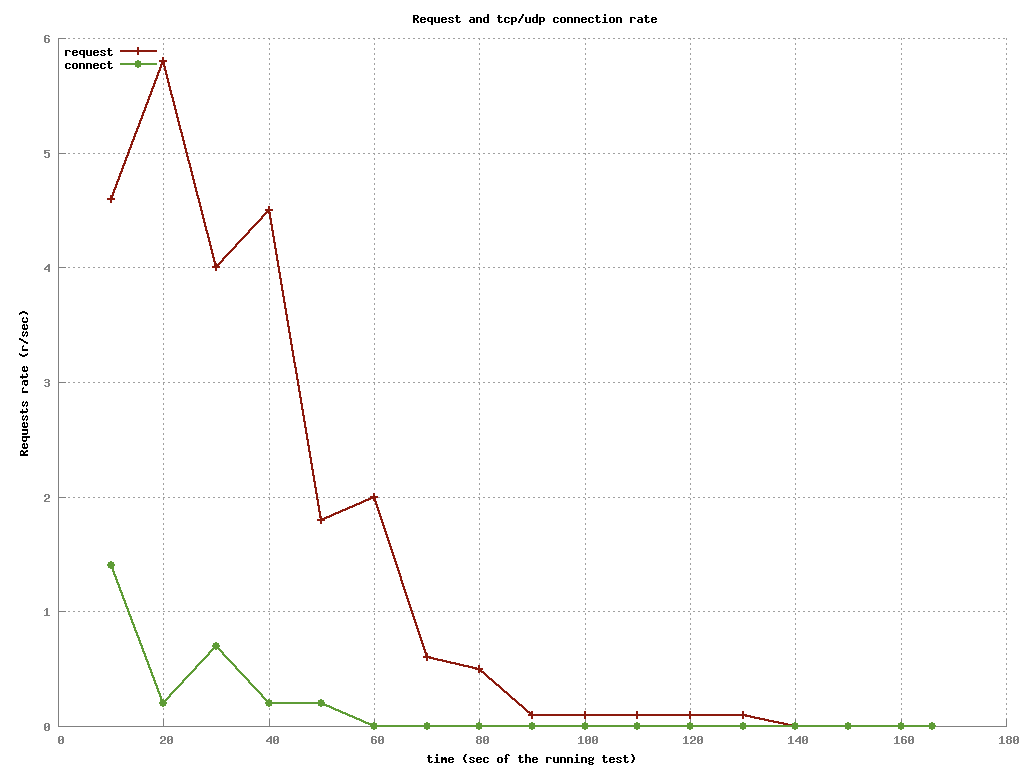 Request and tcp/udp connection rate
request
connect
6
5
4
3
2
1
0
Requests rate (r/sec)
0 20 40 60 80 100 120 140 160 180
time (sec of the running test)